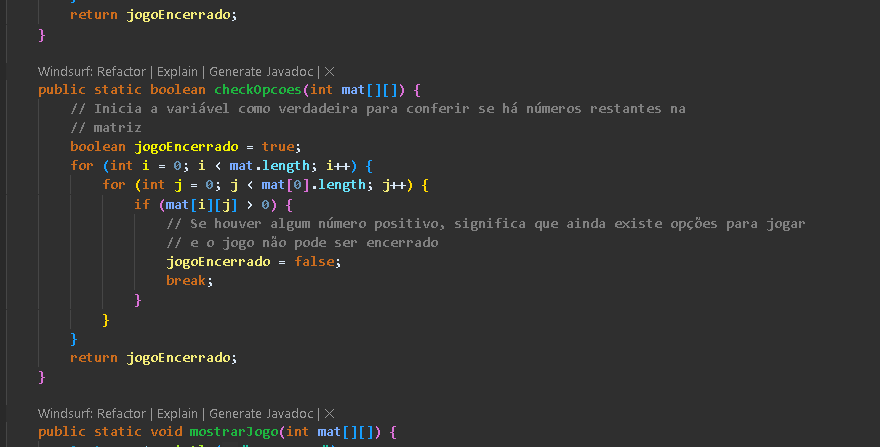 return jogoEncerrado;
}
Windsurf: Refactor | Explain | Generate Javadoc | ×
public static boolean checkOpcoes(int mat[][]) {
// Inicia a variável como verdadeira para conferir se há números restantes na
// matriz
boolean jogoEncerrado = true;
for (int i = 0; i < mat.length; i++) {
for (int j = 0; j < mat[0].length; j++) {
if (mat[i][j] > 0) {
// Se houver algum número positivo, significa que ainda existe opções para jogar
// e o jogo não pode ser encerrado
jogoEncerrado = false;
break;
}
}
}
return jogoEncerrado;
}
Windsurf: Refactor | Explain | Generate Javadoc | ×
public static void mostrarJogo(int mat[][]) {